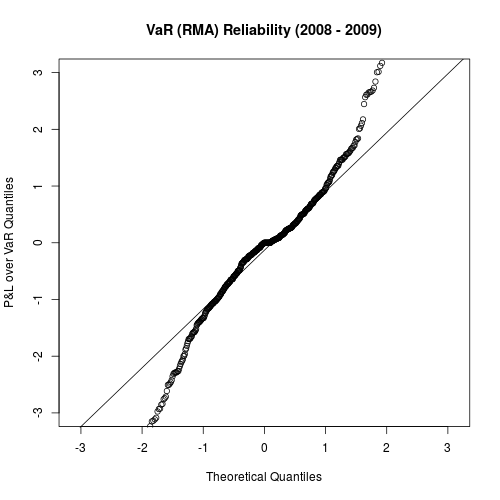 VaR (RMA) Reliability (2008 - 2009)
P&L over VaR Quantiles
3
2
1
0
-1
-2
-3
-3 -2 -1 0 1 2 3
Theoretical Quantiles